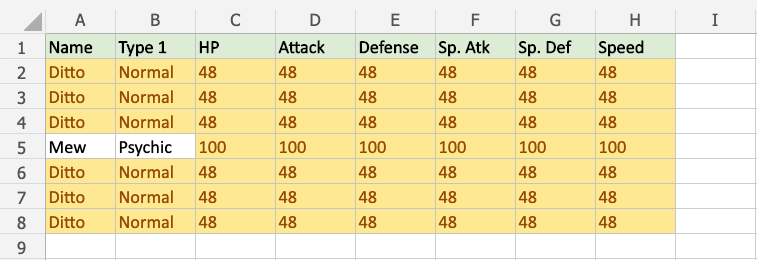 A B C D E F G H I
1 Name Type 1 HP Attack Defense Sp. Atk Sp. Def Speed
2 Ditto Normal 48 48 48 48 48 48
3 Ditto Normal 48 48 48 48 48 48
4 Ditto Normal 48 48 48 48 48 48
5 Mew Psychic 100 100 100 100 100 100
6 Ditto Normal 48 48 48 48 48 48
7 Ditto Normal 48 48 48 48 48 48
8 Ditto Normal 48 48 48 48 48 48
9